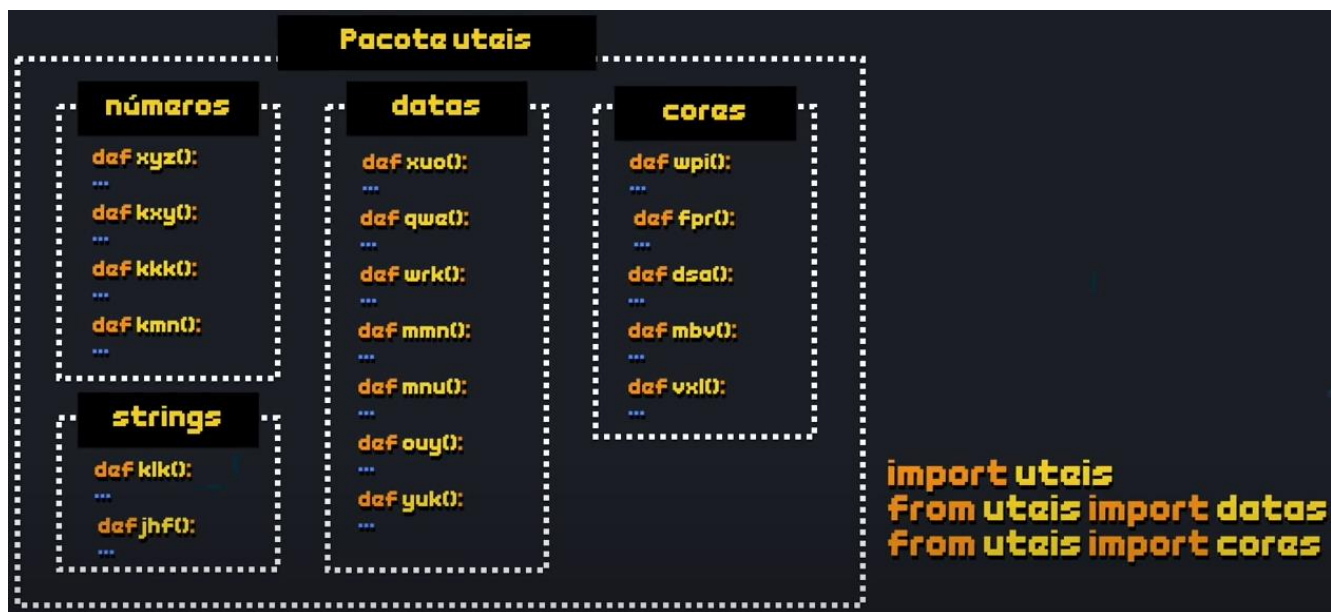 Pacote uteis
números
def xyz():
...
def kxy():
...
def kkk():
...
def kmn():
...
strings
def klk():
...
def jhf():
...
datas
def xuo():
...
def qwe():
...
def wrk():
...
def mmn():
...
def mnu():
...
def ouy():
...
def yuk():
...
cores
def wpi():
...
def fpr():
...
def dsa():
...
def mbv():
...
def vxl():
...
import uteis
from uteis import datas
from uteis import cores